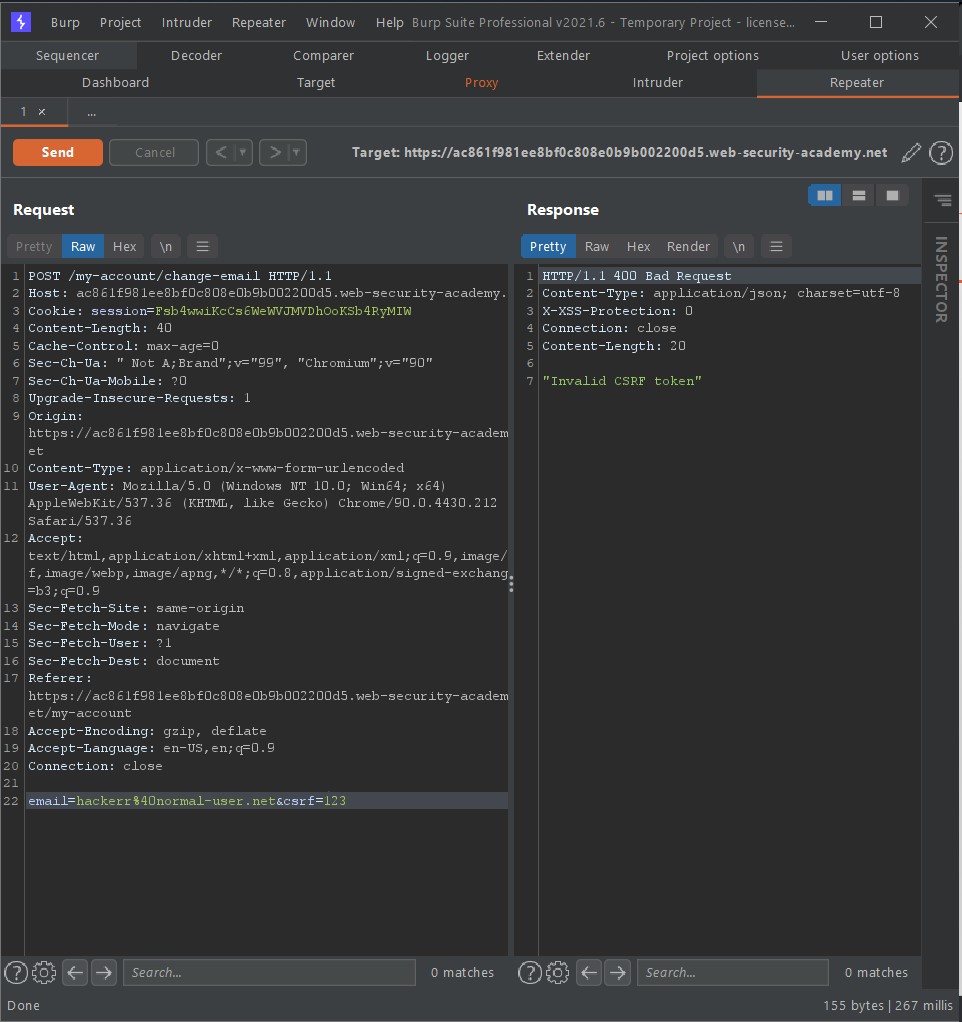 Burp Project Intruder Repeater Window Help Burp Suite Professional v2021.6 - Temporary Project - license...
Sequencer Decoder Comparer Logger Extender Project options User options
Dashboard Target Proxy Intruder Repeater
1 × ...
Send Cancel < > Target: https://ac861f981ee8bf0c808e0b9b002200d5.web-security-academy.net ?
Request
Pretty Raw Hex \n
1 POST /my-account/change-email HTTP/1.1
2 Host: ac861f981ee8bf0c808e0b9b002200d5.web-security-academy.
3 Cookie: session=Fsb4wwiKcCs6WeWVJMVDhOoKSb4RyMIW
4 Content-Length: 40
5 Cache-Control: max-age=0
6 Sec-Ch-Ua: " Not A;Brand";v="99", "Chromium";v="90"
7 Sec-Ch-Ua-Mobile: ?0
8 Upgrade-Insecure-Requests: 1
9 Origin:
https://ac861f981ee8bf0c808e0b9b002200d5.web-security-academ
et
10 Content-Type: application/x-www-form-urlencoded
11 User-Agent: Mozilla/5.0 (Windows NT 10.0; Win64; x64)
AppleWebKit/537.36 (KHTML, like Gecko) Chrome/90.0.4430.212
Safari/537.36
12 Accept:
text/html,application/xhtml+xml,application/xml;q=0.9,image/
f,image/webp,image/apng,*/*;q=0.8,application/signed-exchang
=b3;q=0.9
13 Sec-Fetch-Site: same-origin
14 Sec-Fetch-Mode: navigate
15 Sec-Fetch-User: ?1
16 Sec-Fetch-Dest: document
17 Referer:
https://ac861f981ee8bf0c808e0b9b002200d5.web-security-academ
et/my-account
18 Accept-Encoding: gzip, deflate
19 Accept-Language: en-US,en;q=0.9
20 Connection: close
21
22 email=hackerr%40normal-user.net&csrf=123
? Search... 0 matches
Response
Pretty Raw Hex Render \n
1 HTTP/1.1 400 Bad Request
2 Content-Type: application/json; charset=utf-8
3 X-XSS-Protection: 0
4 Connection: close
5 Content-Length: 20
6
7 "Invalid CSRF token"
? Search... 0 matches
INSPECTOR
Done 155 bytes | 267 millis